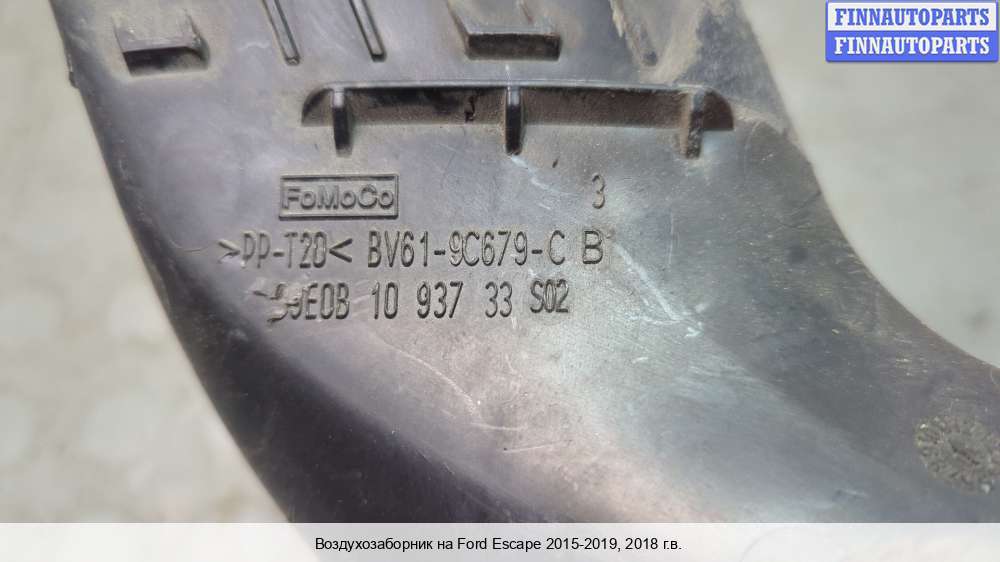 FINNAUTOPARTS
FINNAUTOPARTS
FoMoCo
3
>PP-T20< BV61-9C679-C B
10 937 33 S02
Воздухозаборник на Ford Escape 2015-2019, 2018 г.в.